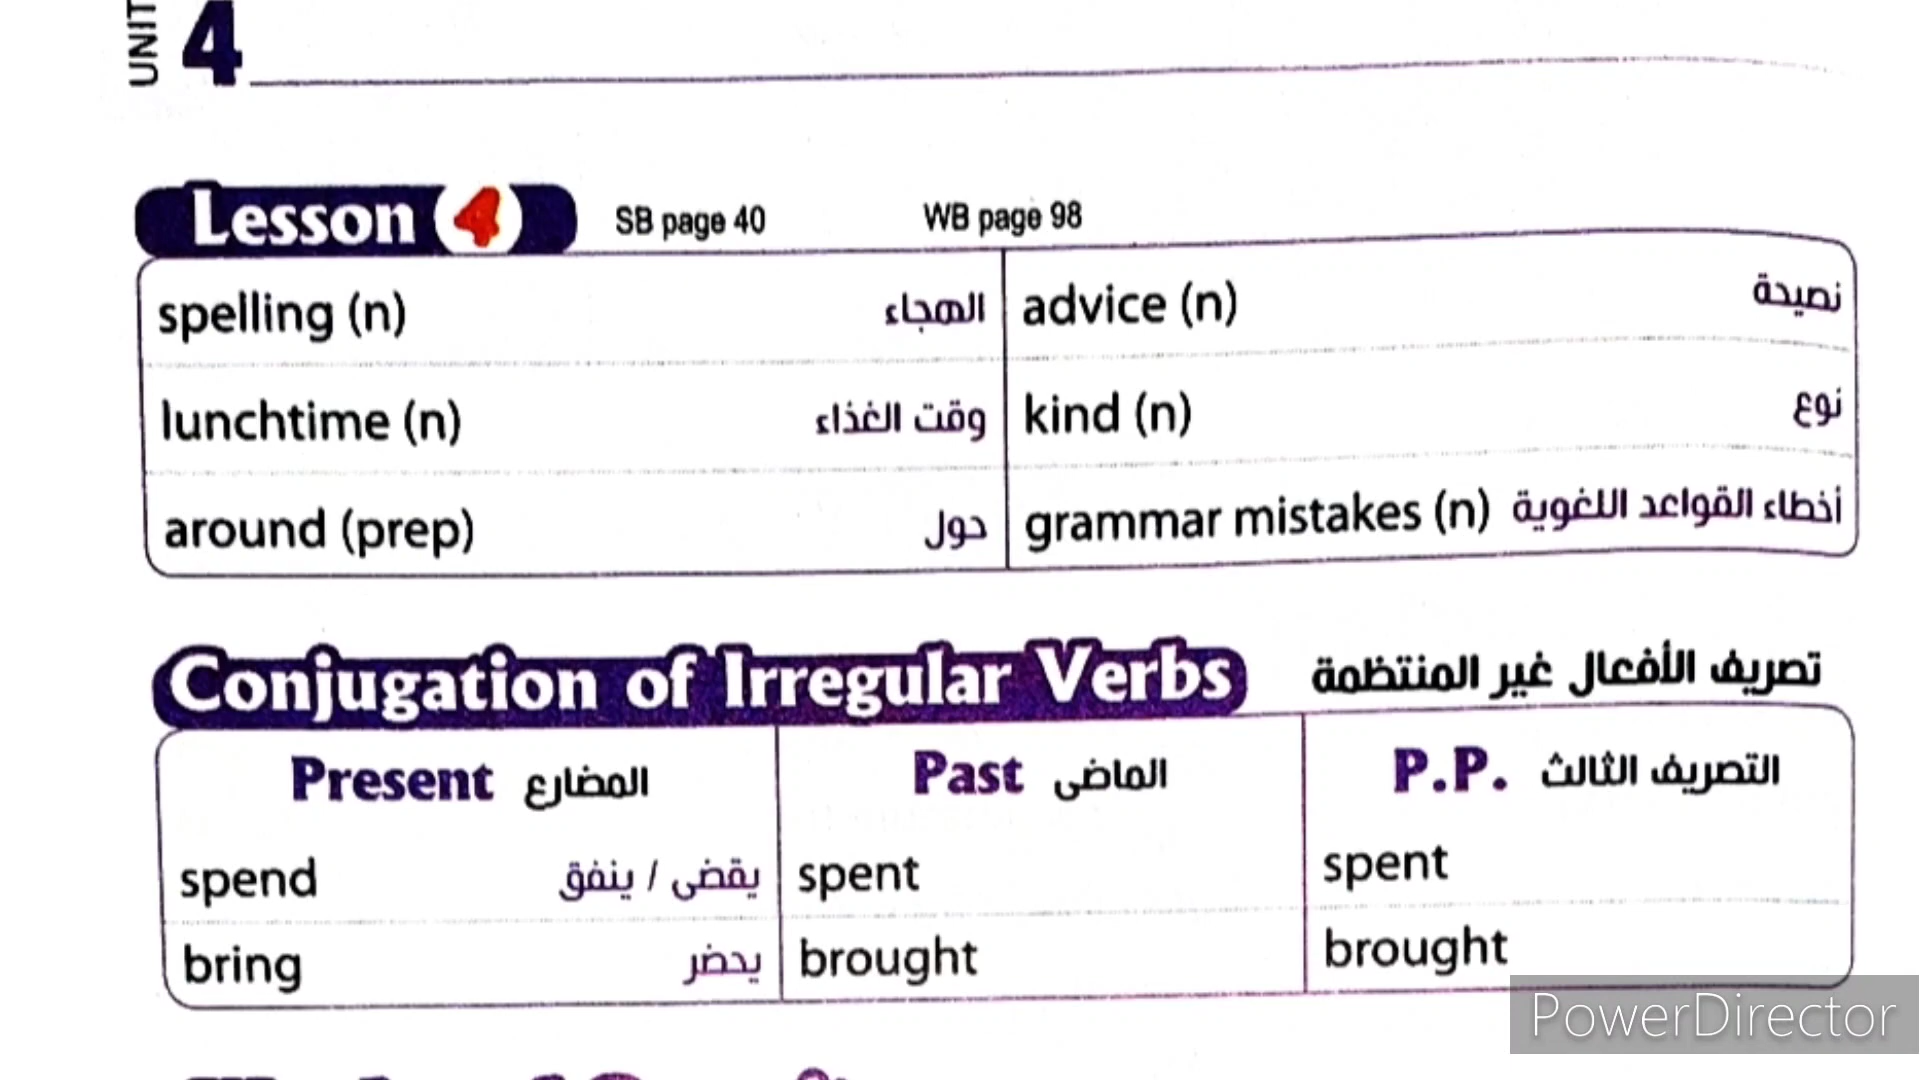 UNIT 4
Lesson 4 SB page 40 WB page 98
spelling (n) الهجاء advice (n) نصيحة
lunchtime (n) وقت الغذاء kind (n) نوع
around (prep) حول grammar mistakes (n) أخطاء القواعد اللغوية
Conjugation of Irregular Verbs تصريف الأفعال غير المنتظمة
Present المضارع Past الماضى P.P. التصريف الثالث
spend يقضى / ينفق spent spent
bring يحضر brought brought
PowerDirector